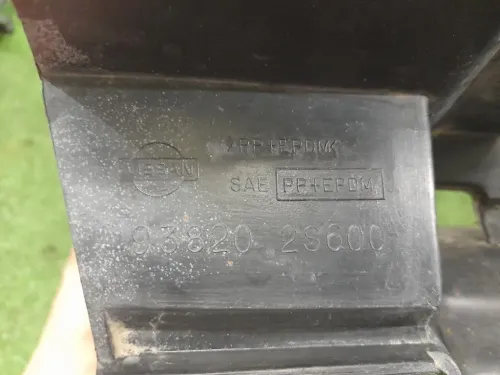 NISSAN
>PP+EPDM<
SAE PP+EPDM
93820 2S600